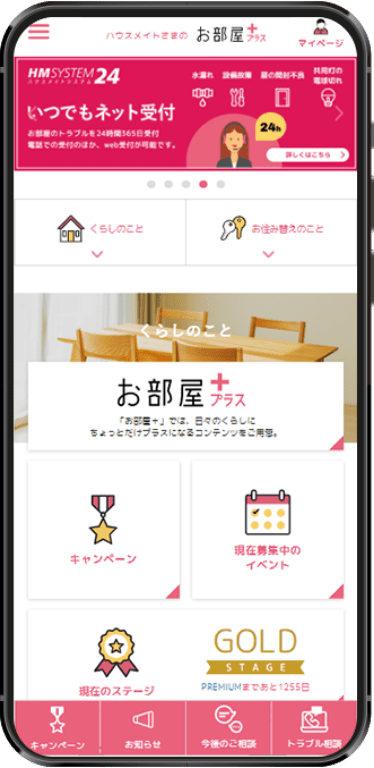 ハウスメイトさまの お部屋+プラス
マイページ
HMSYSTEM24
ハウスメイトシステム
水漏れ 設備故障 扉の開封不良 共用灯の電球切れ
いつでもネット受付
お部屋のトラブルを24時間365日受付
電話での受付のほか、web受付が可能です。
24h
詳しくはこちら
くらしのこと
お住み替えのこと
くらしのこと
お部屋+プラス
「お部屋+」では、日々のくらしに
ちょっとだけプラスになるコンテンツをご用意。
キャンペーン
現在募集中の
イベント
現在のステージ
GOLD
STAGE
PREMIUMまであと1255日
キャンペーン
お知らせ
今後のご相談
トラブル相談